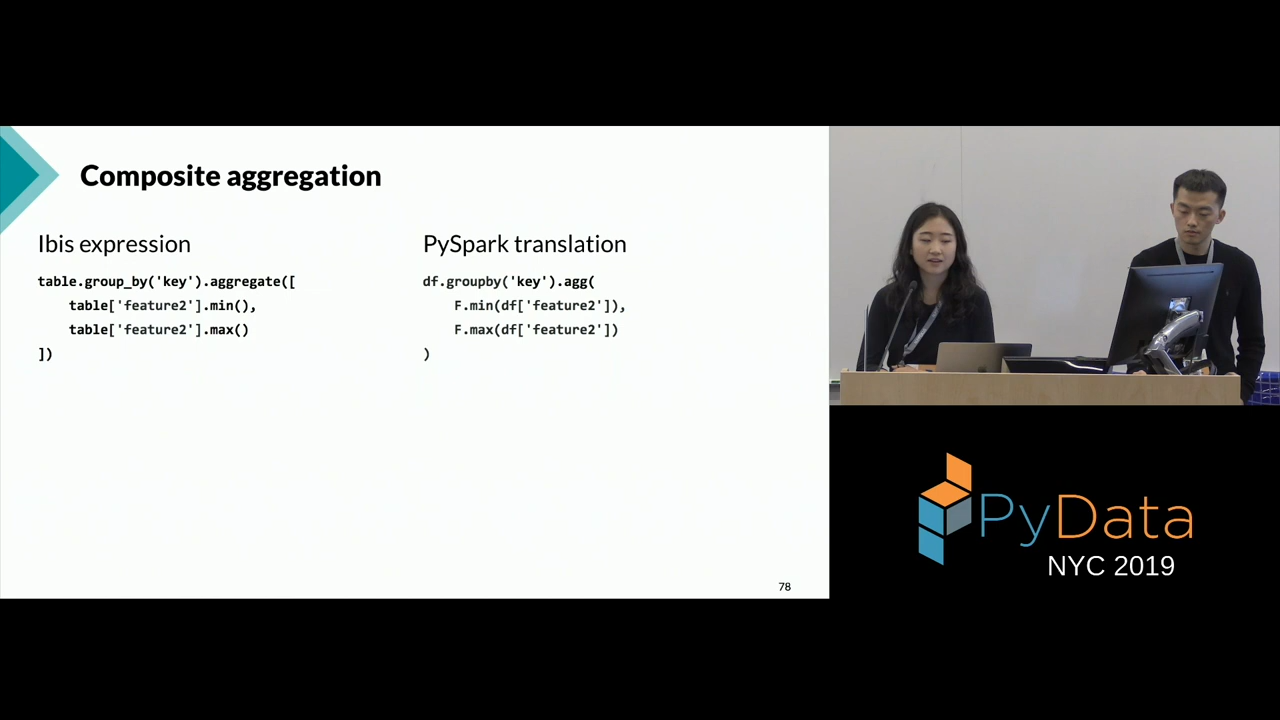 Composite aggregation
Ibis expression
table.group_by('key').aggregate([
    table['feature2'].min(),
    table['feature2'].max()
])
PySpark translation
df.groupby('key').agg(
    F.min(df['feature2']),
    F.max(df['feature2'])
)
78
PyData
NYC 2019